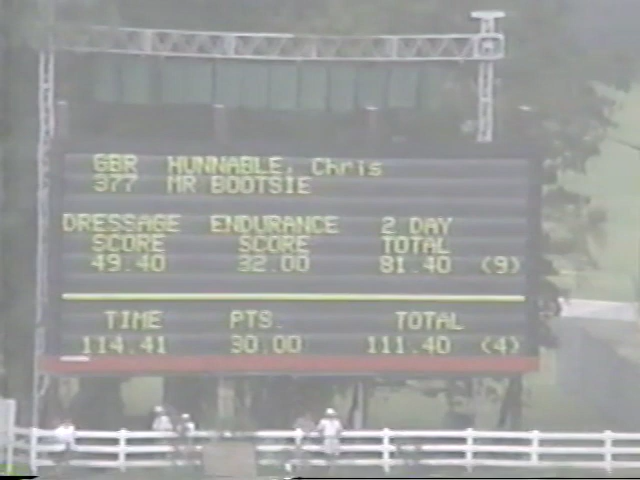 GBR HUNNABLE, Chris
377 MR BOOTSIE
DRESSAGE ENDURANCE 2 DAY
SCORE SCORE TOTAL
49.40 32.00 81.40 (9)
TIME PTS. TOTAL
114.41 30.00 111.40 (4)